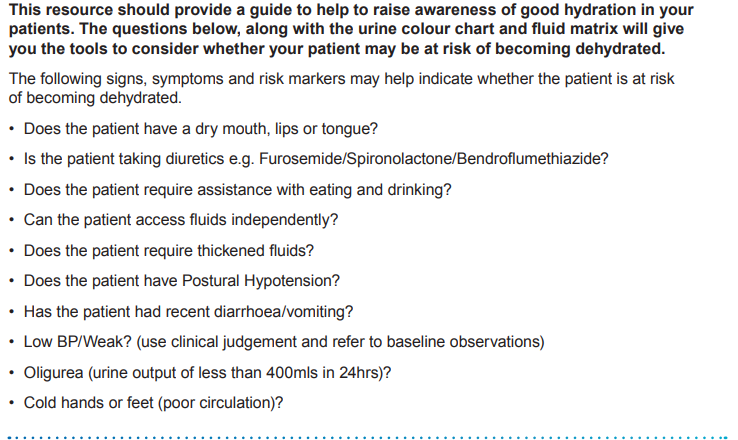 This resource should provide a guide to help to raise awareness of good hydration in your
patients. The questions below, along with the urine colour chart and fluid matrix will give
you the tools to consider whether your patient may be at risk of becoming dehydrated.
The following signs, symptoms and risk markers may help indicate whether the patient is at risk
of becoming dehydrated.
• Does the patient have a dry mouth, lips or tongue?
• Is the patient taking diuretics e.g. Furosemide/Spironolactone/Bendroflumethiazide?
• Does the patient require assistance with eating and drinking?
• Can the patient access fluids independently?
• Does the patient require thickened fluids?
• Does the patient have Postural Hypotension?
• Has the patient had recent diarrhoea/vomiting?
• Low BP/Weak? (use clinical judgement and refer to baseline observations)
• Oligurea (urine output of less than 400mls in 24hrs)?
• Cold hands or feet (poor circulation)?